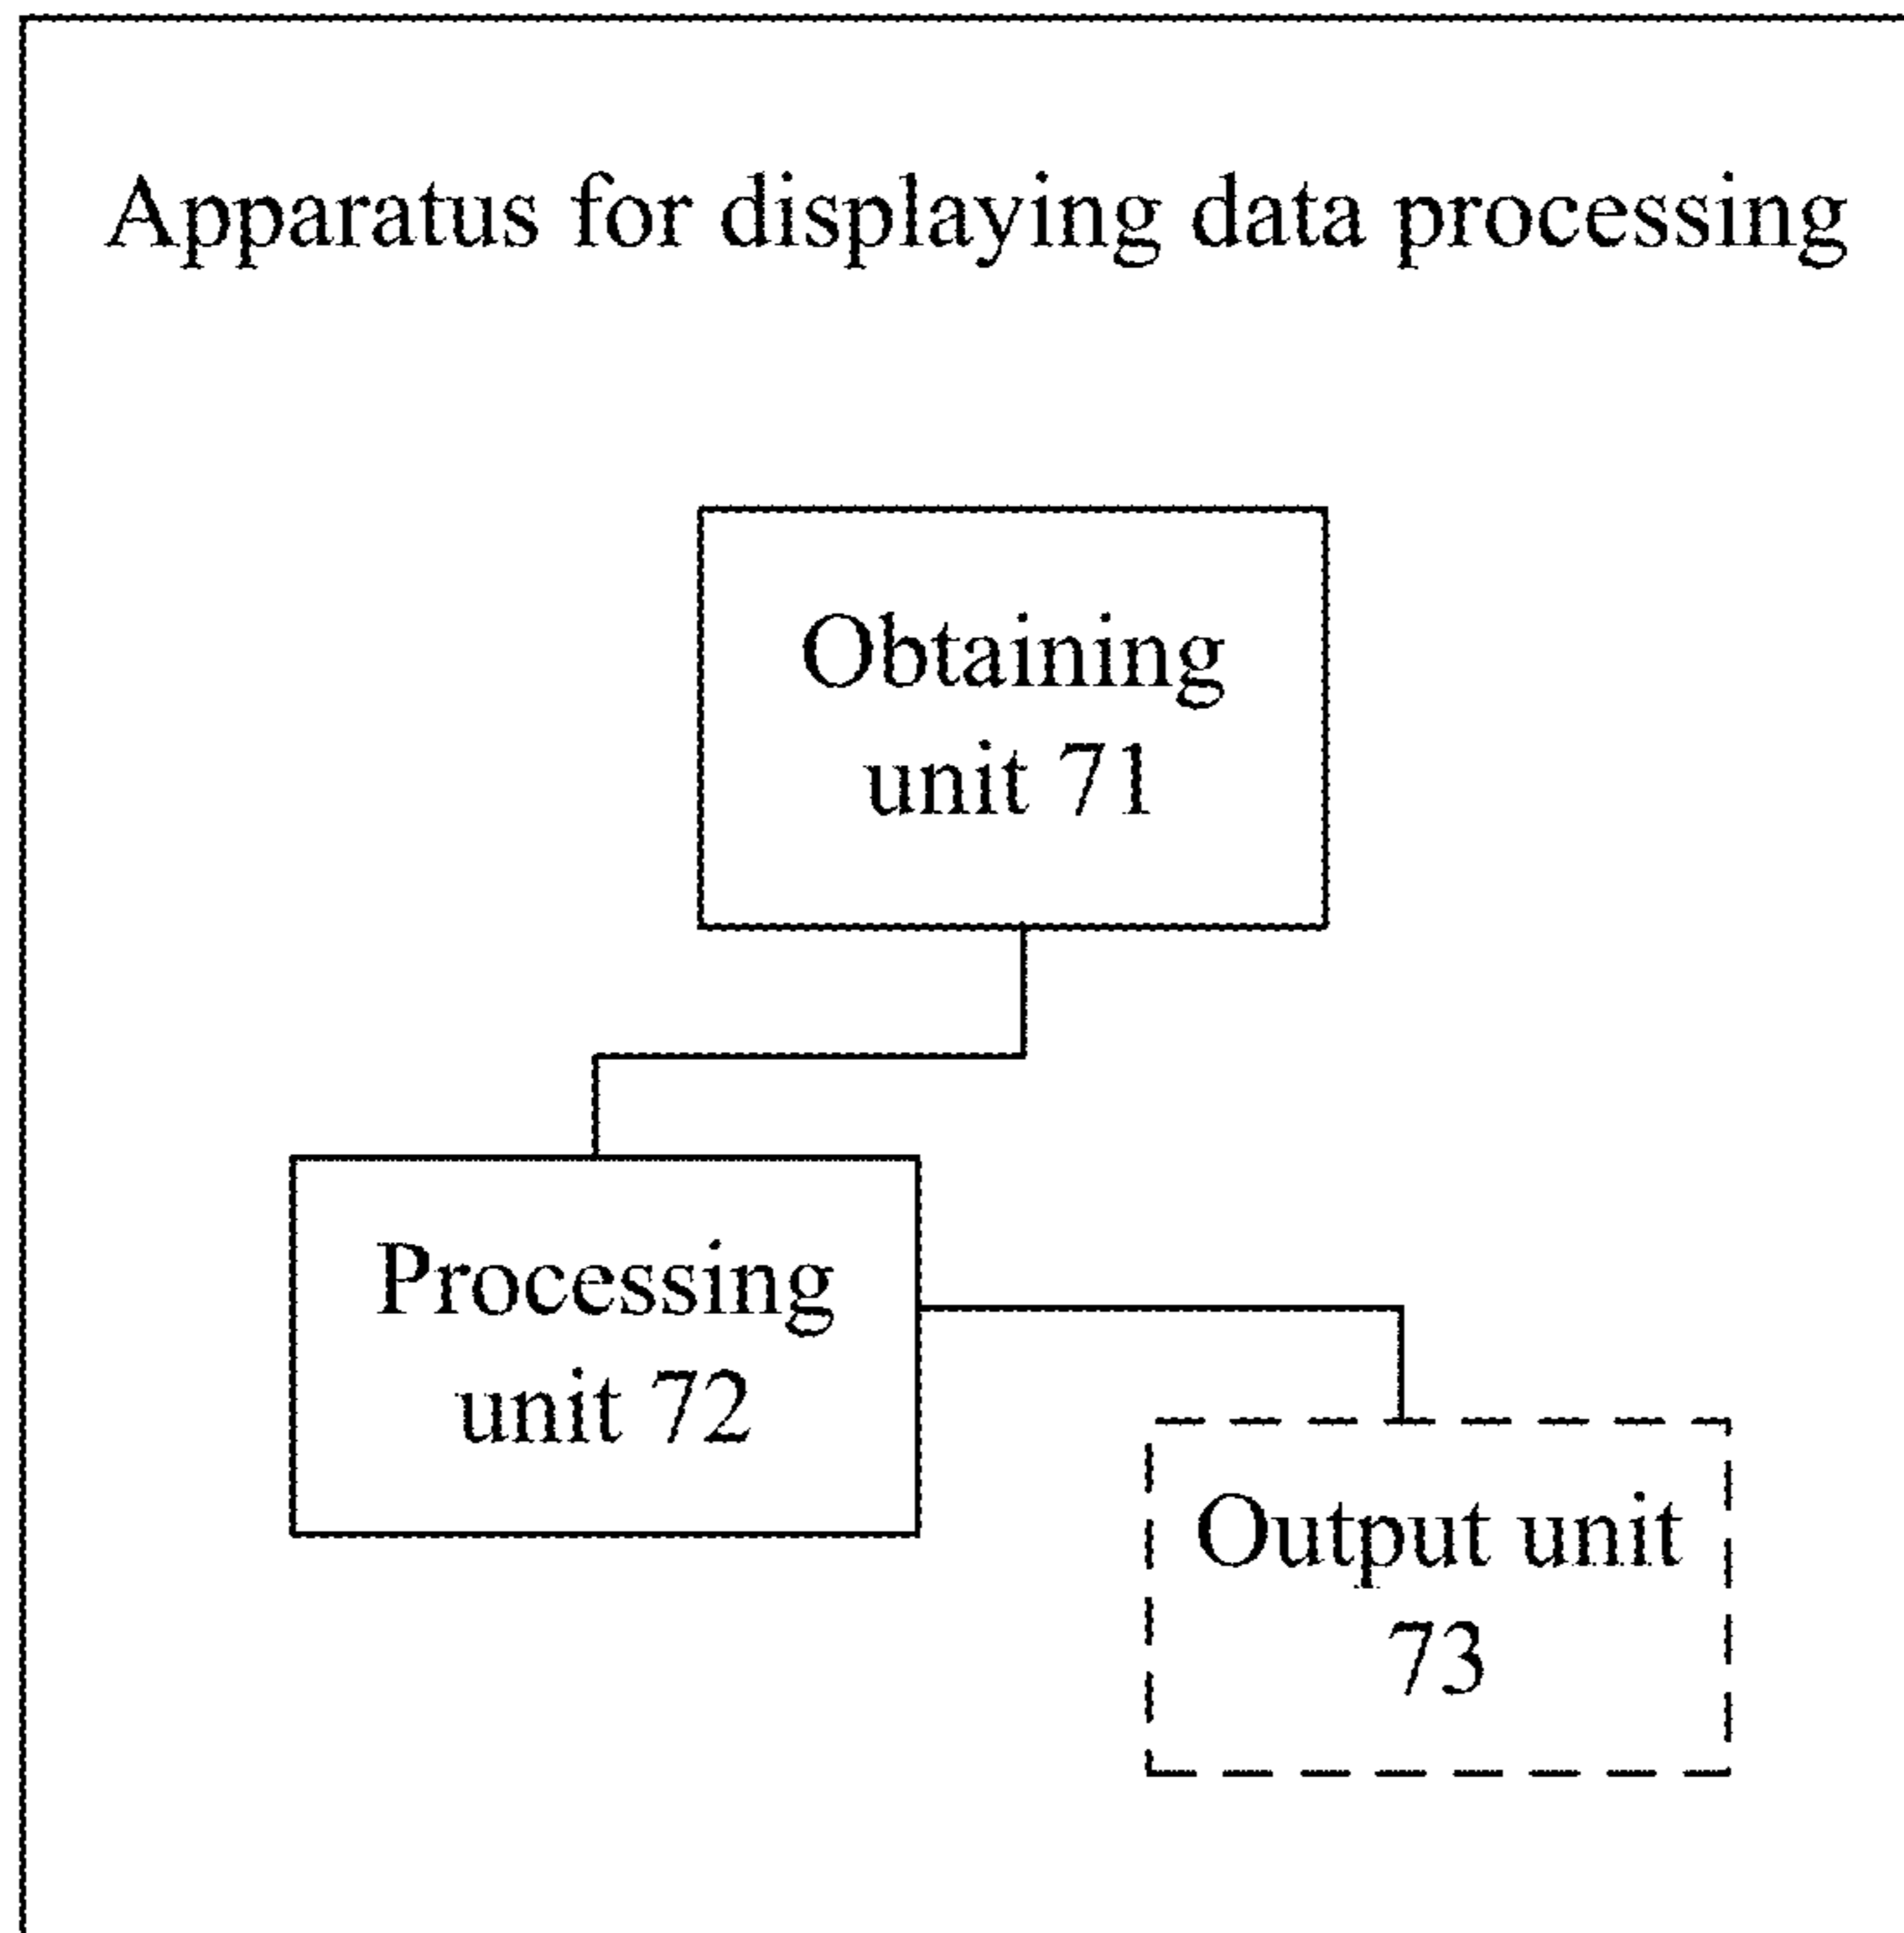 Apparatus for displaying data processing
Obtaining
unit 71
Processing
unit 72
Output unit
73